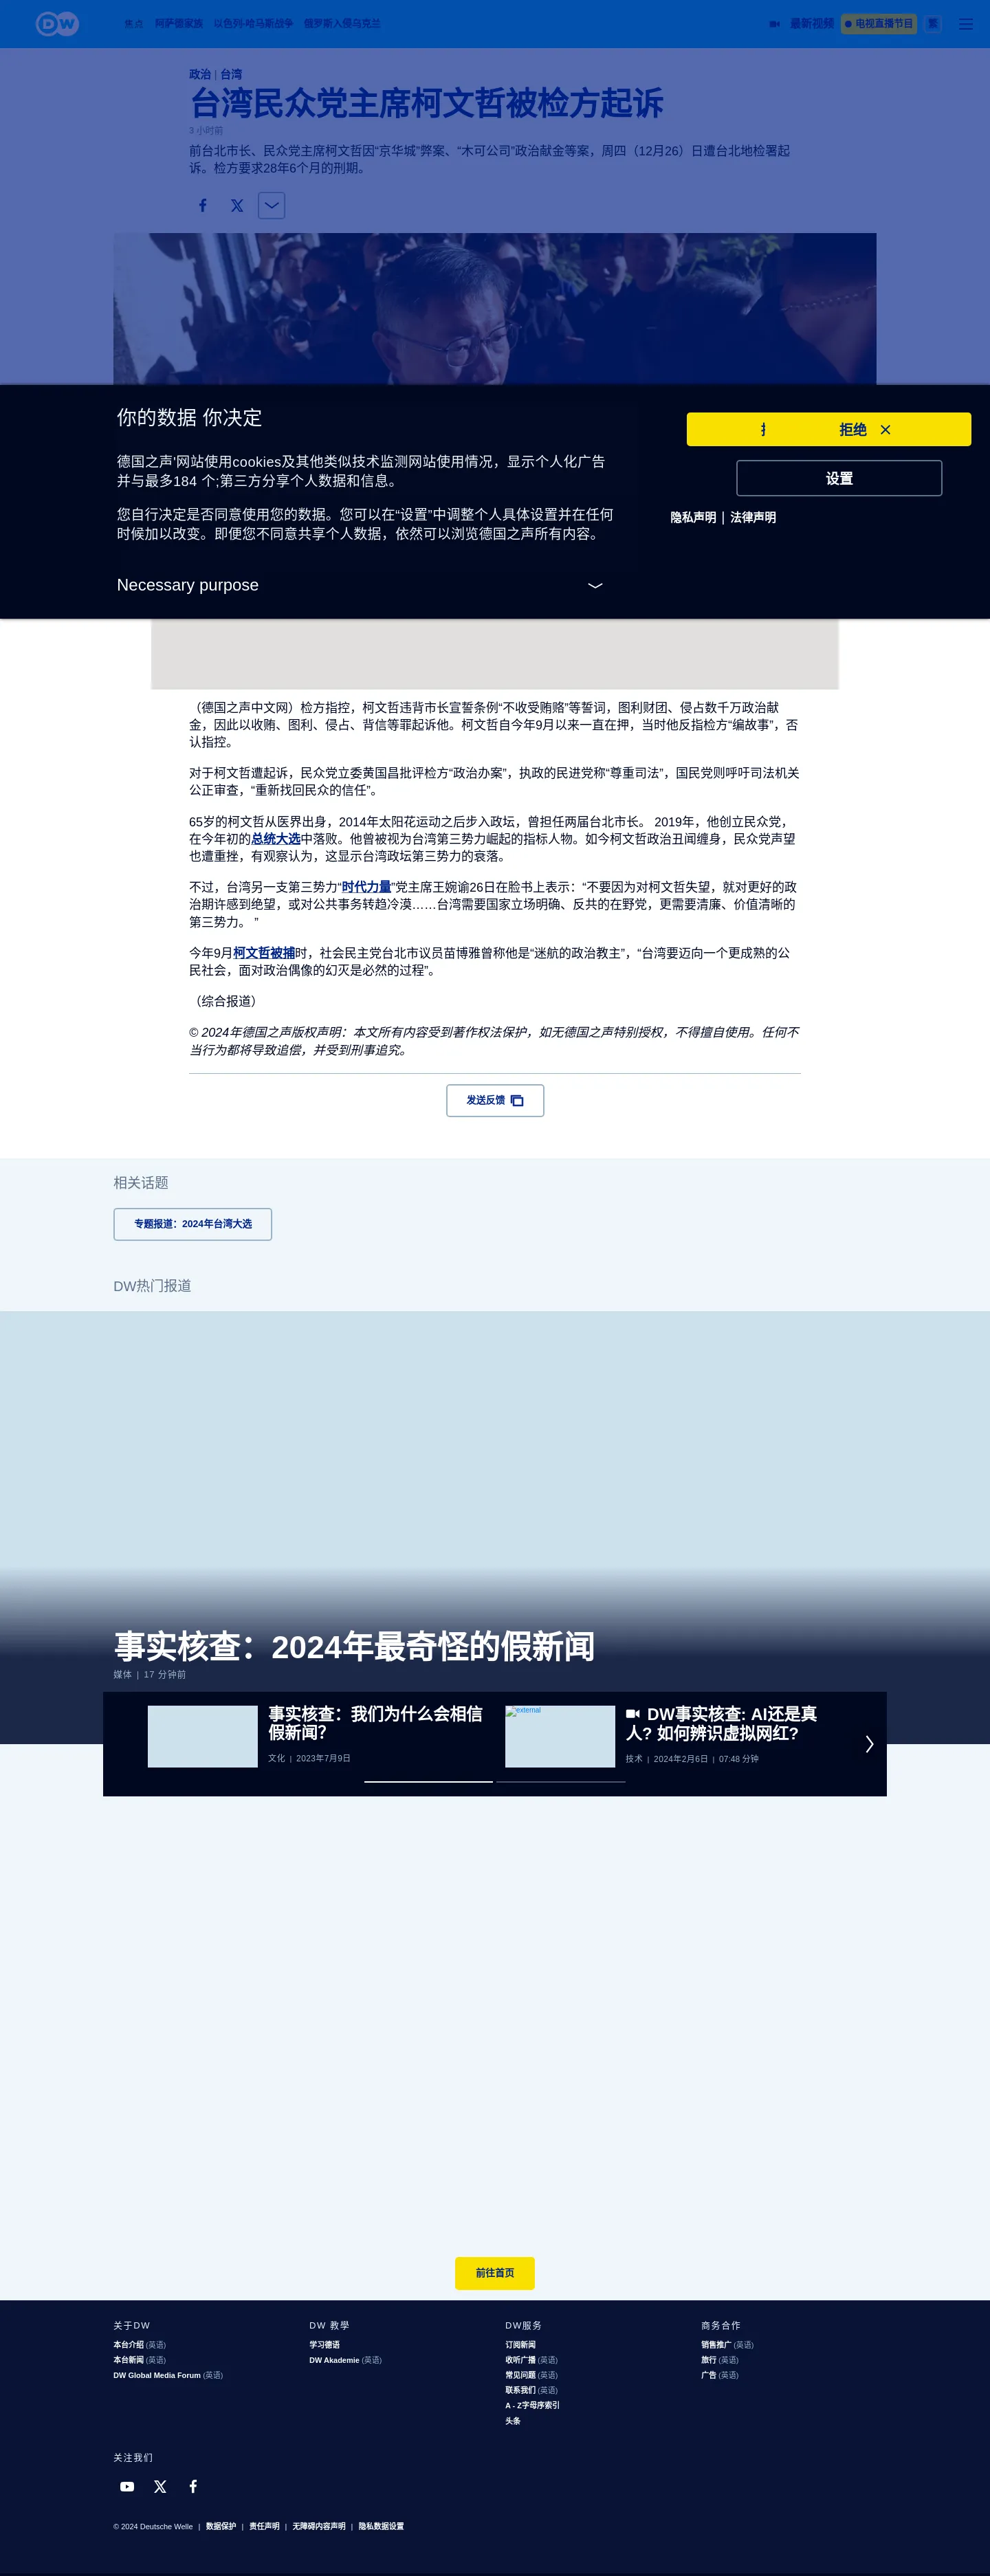 DW
焦点 阿萨德家族 以色列-哈马斯战争 俄罗斯入侵乌克兰
最新视频 电视直播节目 繁
政治 | 台湾
台湾民众党主席柯文哲被检方起诉
3 小时前
前台北市长、民众党主席柯文哲因“京华城”弊案、“木可公司”政治献金等案，周四（12月26）日遭台北地检署起
诉。检方要求28年6个月的刑期。
你的数据 你决定
德国之声'网站使用cookies及其他类似技术监测网站使用情况，显示个人化广告
并与最多184 个;第三方分享个人数据和信息。
您自行决定是否同意使用您的数据。您可以在“设置”中调整个人具体设置并在任何
时候加以改变。即便您不同意共享个人数据，依然可以浏览德国之声所有内容。
Necessary purpose
拒绝
设置
隐私声明 | 法律声明
（德国之声中文网）检方指控，柯文哲违背市长宣誓条例“不收受贿赂”等誓词，图利财团、侵占数千万政治献
金，因此以收贿、图利、侵占、背信等罪起诉他。柯文哲自今年9月以来一直在押，当时他反指检方“编故事”，否
认指控。
对于柯文哲遭起诉，民众党立委黄国昌批评检方“政治办案”，执政的民进党称“尊重司法”，国民党则呼吁司法机关
公正审查，“重新找回民众的信任”。
65岁的柯文哲从医界出身，2014年太阳花运动之后步入政坛，曾担任两届台北市长。 2019年，他创立民众党，
在今年初的总统大选中落败。他曾被视为台湾第三势力崛起的指标人物。如今柯文哲政治丑闻缠身，民众党声望
也遭重挫，有观察认为，这显示台湾政坛第三势力的衰落。
不过，台湾另一支第三势力“时代力量”党主席王婉谕26日在脸书上表示：“不要因为对柯文哲失望，就对更好的政
治期许感到绝望，或对公共事务转趋冷漠……台湾需要国家立场明确、反共的在野党，更需要清廉、价值清晰的
第三势力。 ”
今年9月柯文哲被捕时，社会民主党台北市议员苗博雅曾称他是“迷航的政治教主”，“台湾要迈向一个更成熟的公
民社会，面对政治偶像的幻灭是必然的过程”。
（综合报道）
© 2024年德国之声版权声明：本文所有内容受到著作权法保护，如无德国之声特别授权，不得擅自使用。任何不
当行为都将导致追偿，并受到刑事追究。
发送反馈
相关话题
专题报道：2024年台湾大选
DW热门报道
事实核查：2024年最奇怪的假新闻
媒体 | 17 分钟前
事实核查：我们为什么会相信
假新闻？
文化 | 2023年7月9日
external
DW事实核查: AI还是真
人? 如何辨识虚拟网红?
技术 | 2024年2月6日 | 07:48 分钟
前往首页
关于DW
本台介绍 (英语)
本台新闻 (英语)
DW Global Media Forum (英语)
DW 教學
学习德语
DW Akademie (英语)
DW服务
订阅新闻
收听广播 (英语)
常见问题 (英语)
联系我们 (英语)
A - Z字母序索引
头条
商务合作
销售推广 (英语)
旅行 (英语)
广告 (英语)
关注我们
© 2024 Deutsche Welle | 数据保护 | 责任声明 | 无障碍内容声明 | 隐私数据设置